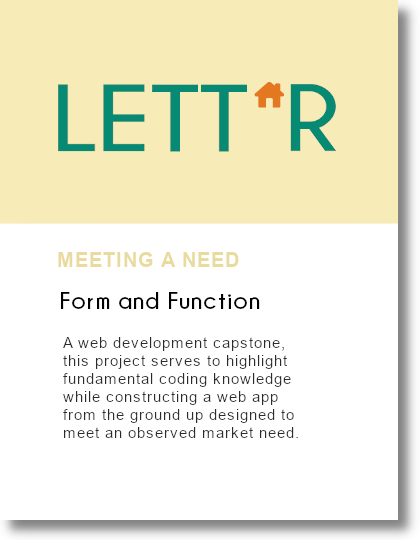 LETT R
MEETING A NEED
Form and Function
A web development capstone,
this project serves to highlight
fundamental coding knowledge
while constructing a web app
from the ground up designed to
meet an observed market need.